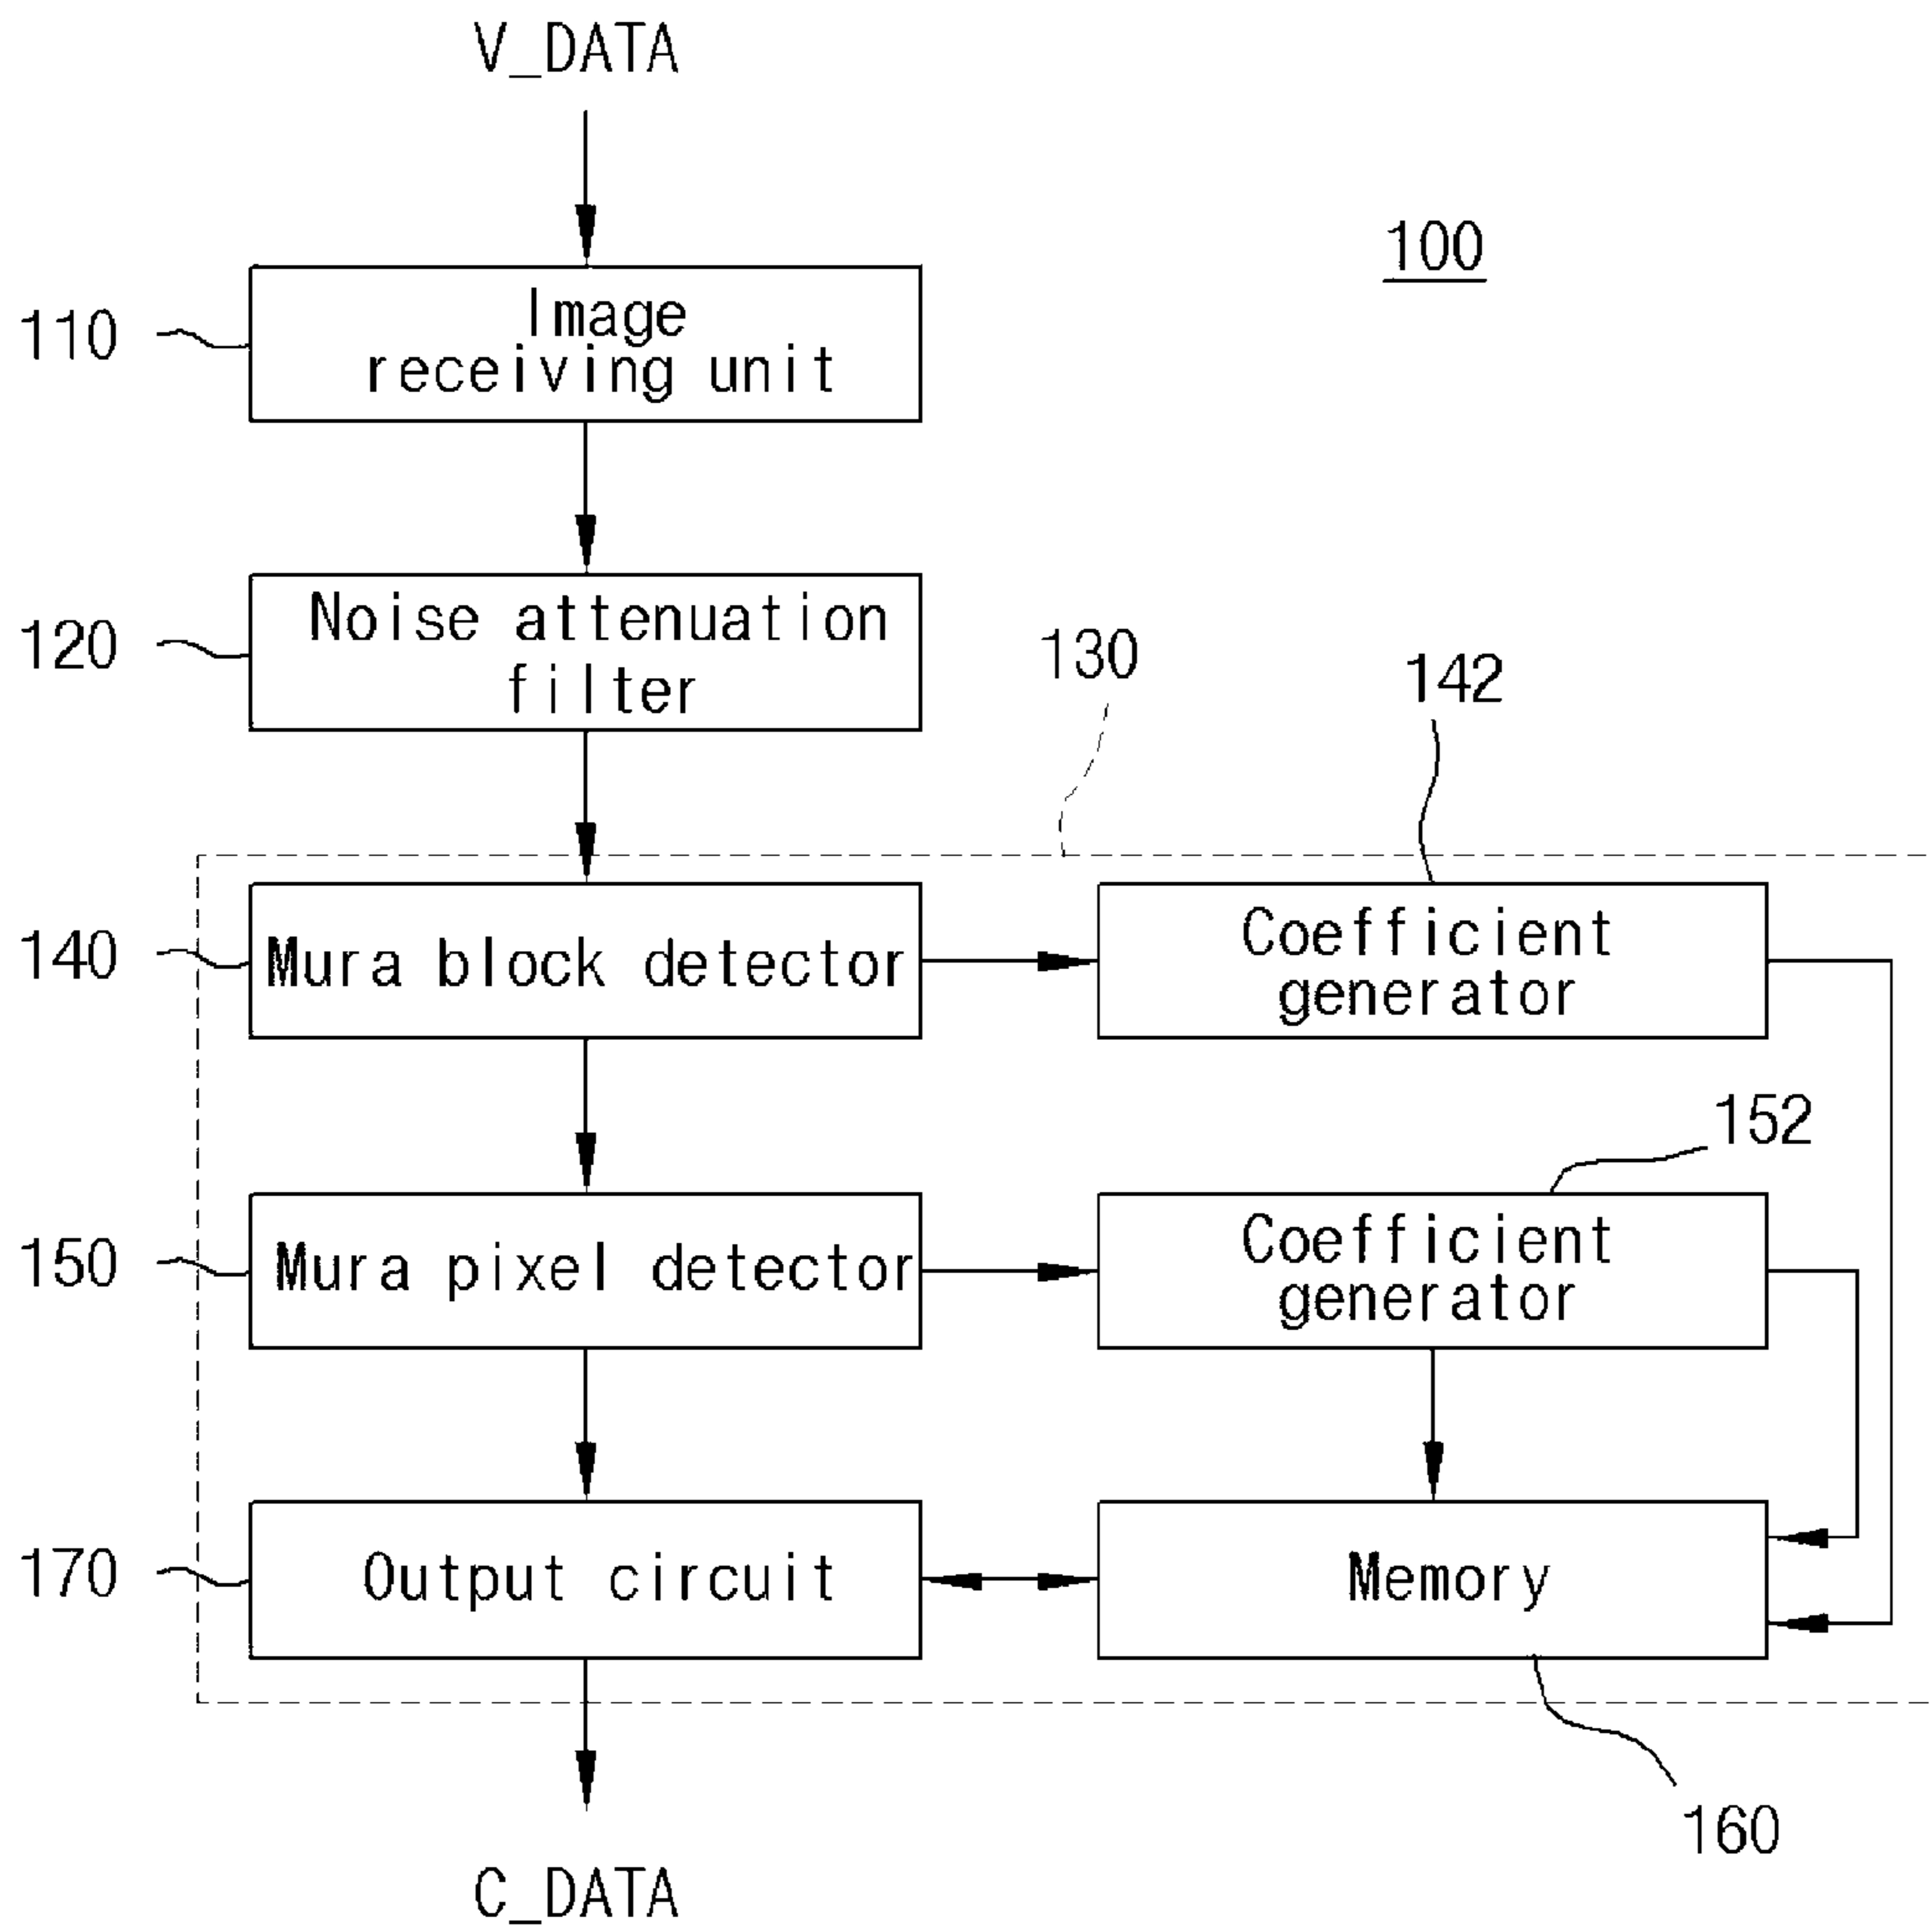 V_DATA
100
110
Image
receiving unit
120
Noise attenuation
filter
130
142
140
Mura block detector
Coefficient
generator
152
150
Mura pixel detector
Coefficient
generator
170
Output circuit
Memory
160
C_DATA